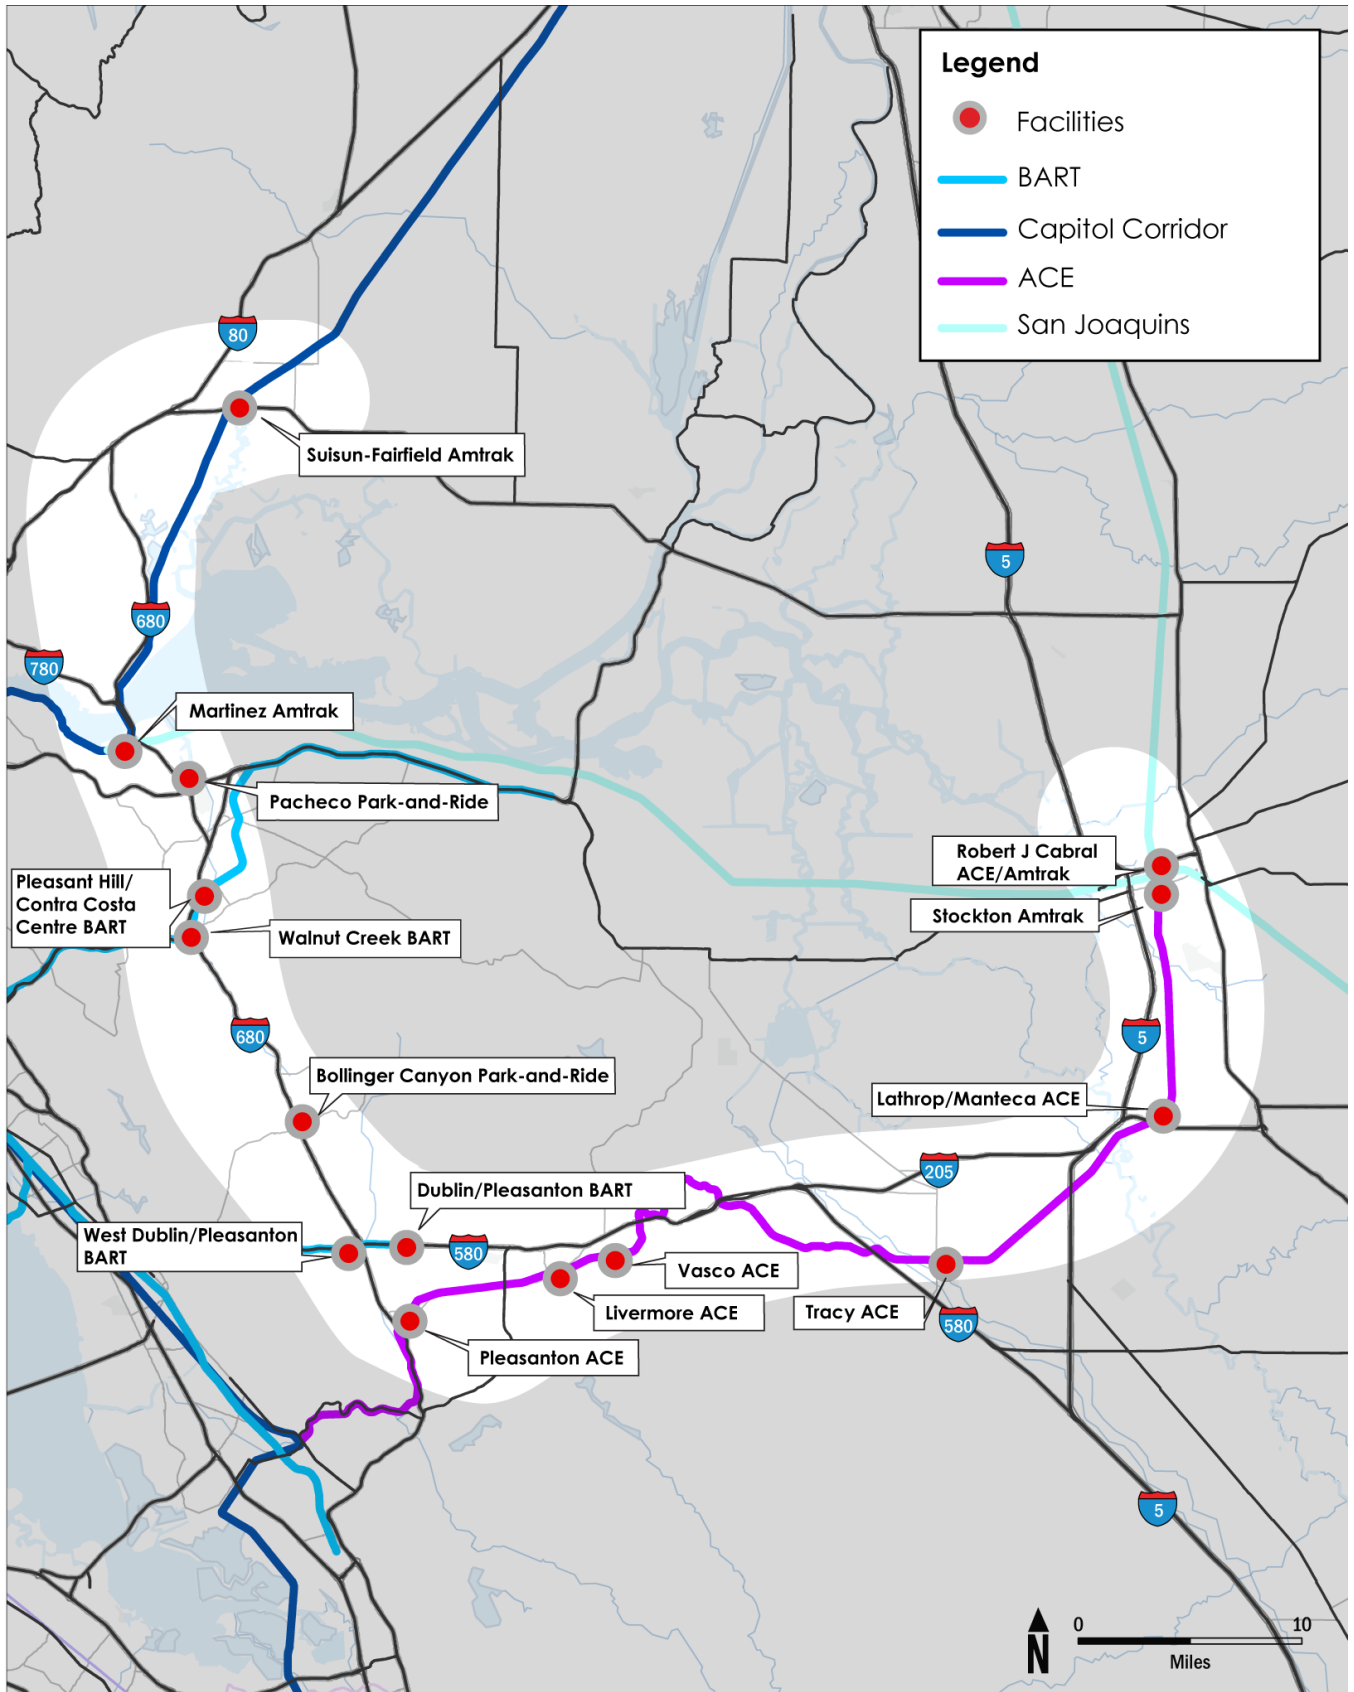 Legend
Facilities
BART
Capitol Corridor
ACE
San Joaquins
80
Suisun-Fairfield Amtrak
5
680
780
Martinez Amtrak
Pacheco Park-and-Ride
Robert J Cabral
ACE/Amtrak
Pleasant Hill/
Contra Costa
Centre BART
Stockton Amtrak
Walnut Creek BART
680
5
Bollinger Canyon Park-and-Ride
Lathrop/Manteca ACE
205
Dublin/Pleasanton BART
West Dublin/Pleasanton
BART
580
Vasco ACE
Livermore ACE
Tracy ACE
580
Pleasanton ACE
5
N
0 10
Miles